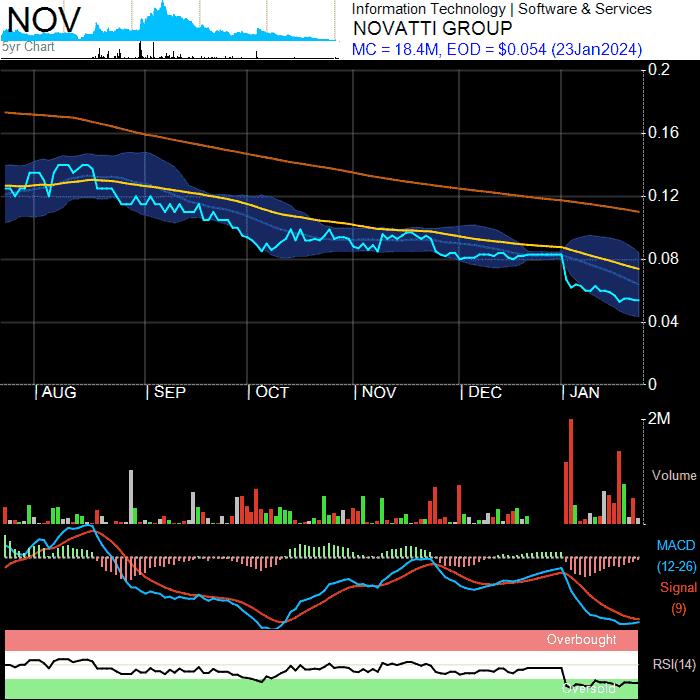 NOV
5yr Chart
Information Technology | Software & Services
NOVATTI GROUP
MC = 18.4M, EOD = $0.054 (23Jan2024)
0.2
0.16
0.12
0.08
0.04
0
| AUG | SEP | OCT | NOV | DEC | JAN
2M
Volume
MACD
(12-26)
Signal
(9)
Overbought
RSI(14)
Oversold